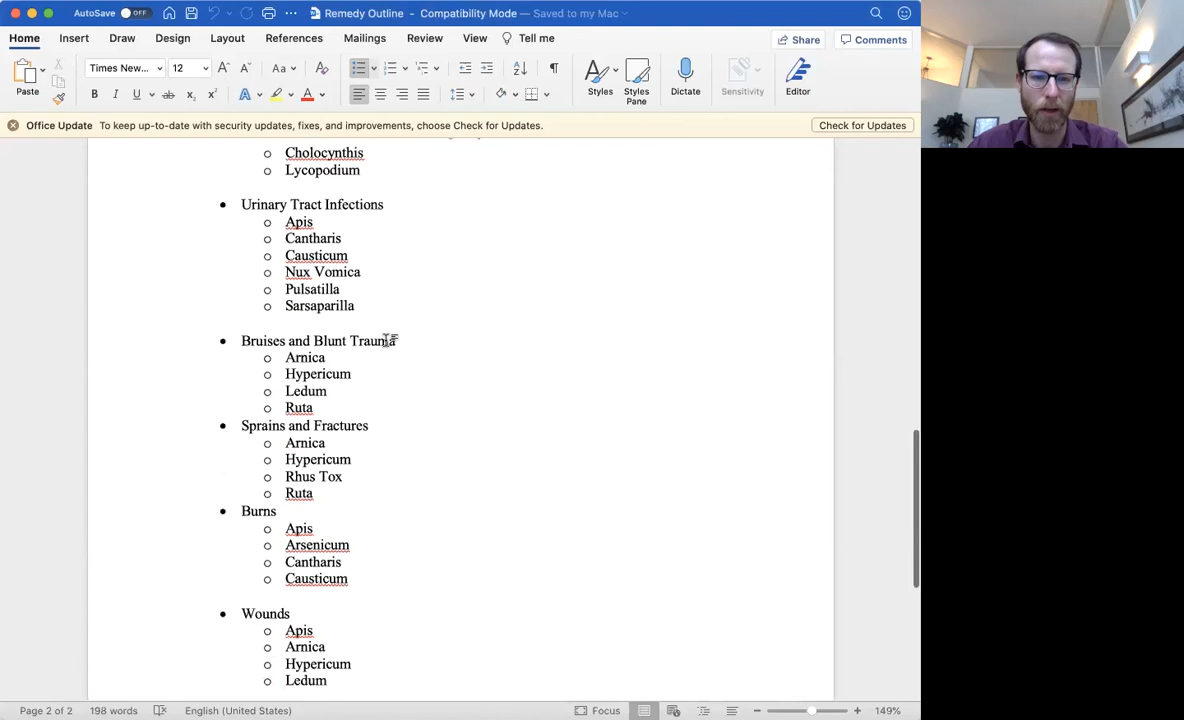 AutoSave OFF
Remedy Outline - Compatibility Mode — Saved to my Mac
Home Insert Draw Design Layout References Mailings Review View Tell me
Share Comments
Paste
Times New... 12
Aa
B I U x x A A
Styles
Styles Pane
Dictate
Sensitivity
Editor
Office Update To keep up-to-date with security updates, fixes, and improvements, choose Check for Updates.
Check for Updates
Cholocynthis
Lycopodium
Urinary Tract Infections
Apis
Cantharis
Causticum
Nux Vomica
Pulsatilla
Sarsaparilla
Bruises and Blunt Trauma
Arnica
Hypericum
Ledum
Ruta
Sprains and Fractures
Arnica
Hypericum
Rhus Tox
Ruta
Burns
Apis
Arsenicum
Cantharis
Causticum
Wounds
Apis
Arnica
Hypericum
Ledum
Page 2 of 2 198 words English (United States) Focus 149%